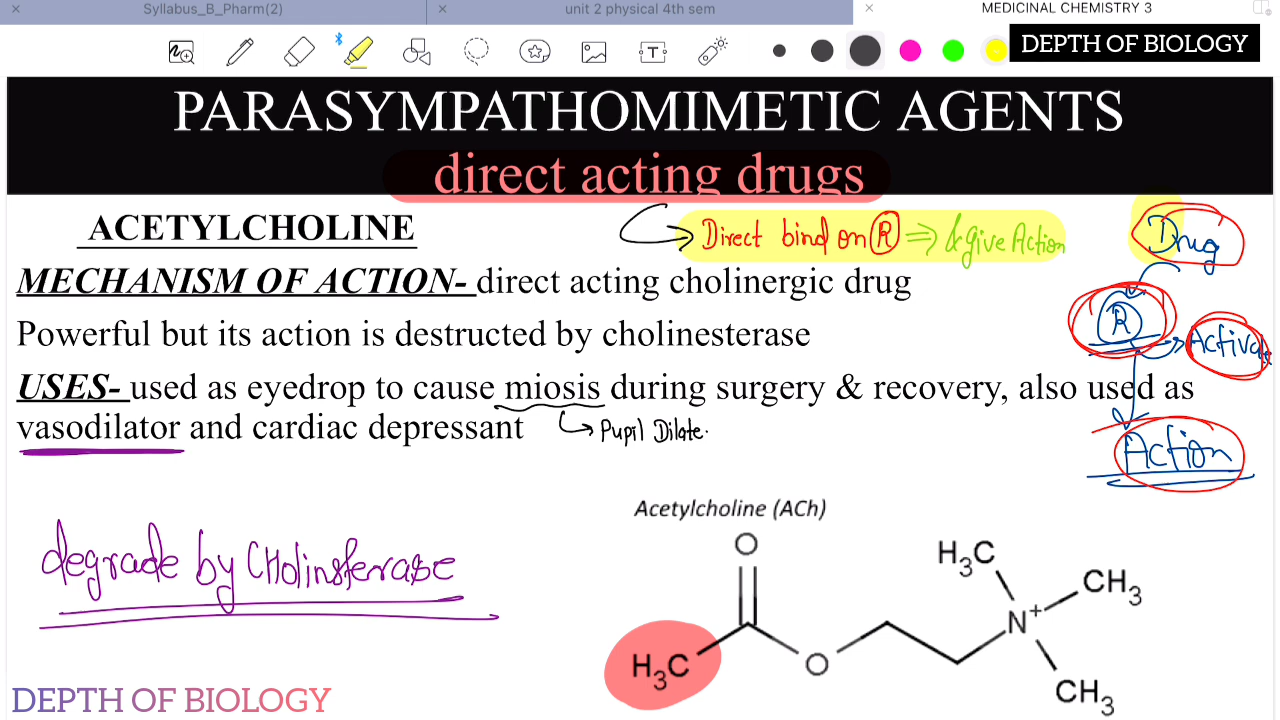 Syllabus_B_Pharm(2)
unit 2 physical 4th sem
MEDICINAL CHEMISTRY 3
DEPTH OF BIOLOGY
PARASYMPATHOMIMETIC AGENTS
direct acting drugs
ACETYLCHOLINE
Direct bind on R ⇒ & give Action
Drug
MECHANISM OF ACTION- direct acting cholinergic drug
R
Activate
Powerful but its action is destructed by cholinesterase
USES- used as eyedrop to cause miosis during surgery & recovery, also used as
vasodilator and cardiac depressant
Pupil Dilate.
Action
Acetylcholine (ACh)
degrade by CHolinsferase
O
H3C
CH3
N+
O
H3C
CH3
DEPTH OF BIOLOGY